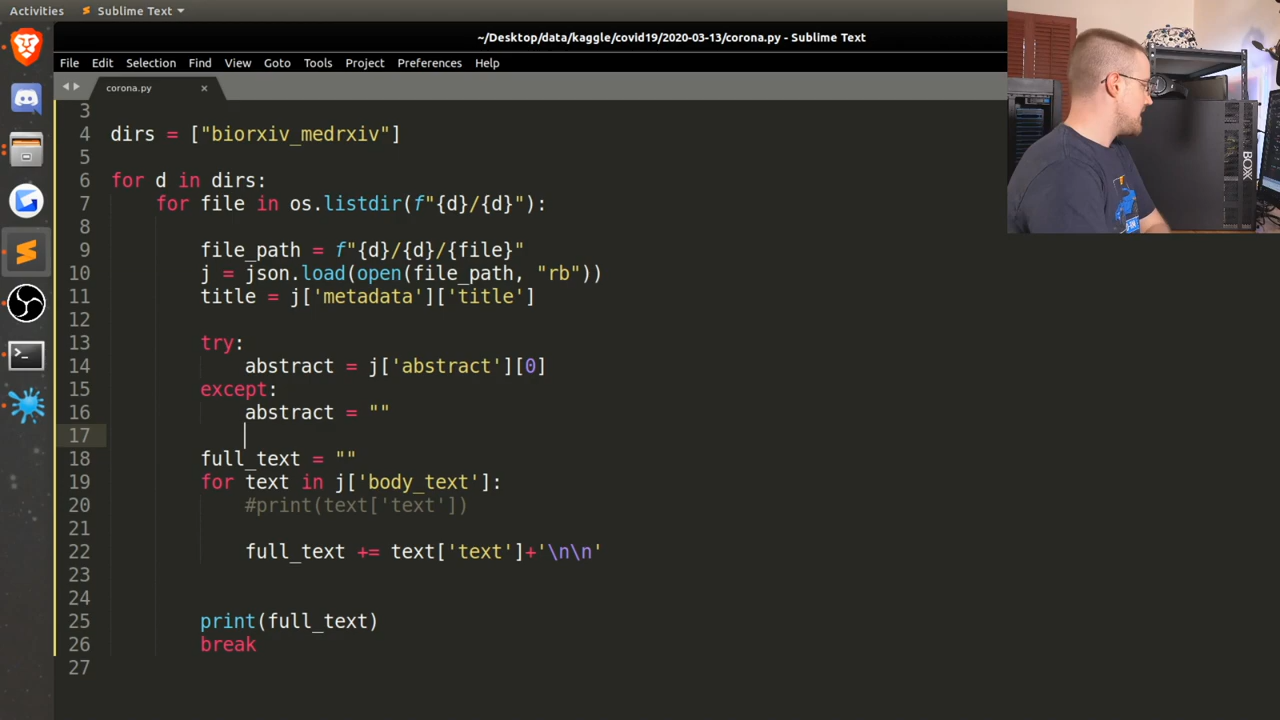 Activities
Sublime Text
~/Desktop/data/kaggle/covid19/2020-03-13/corona.py - Sublime Text
File Edit Selection View Find Goto Tools Project Preferences Help
corona.py ×
3
4 dirs = ["biorxiv_medrxiv"]
5
6 for d in dirs:
7 for file in os.listdir(f"{d}/{d}"):
8
9 file_path = f"{d}/{d}/{file}"
10 j = json.load(open(file_path, "rb"))
11 title = j['metadata']['title']
12
13 try:
14 abstract = j['abstract'][0]
15 except:
16 abstract = ""
17
18 full_text = ""
19 for text in j['body_text']:
20 #print(text['text'])
21
22 full_text += text['text']+'\n\n'
23
24
25 print(full_text)
26 break
27
BOXX